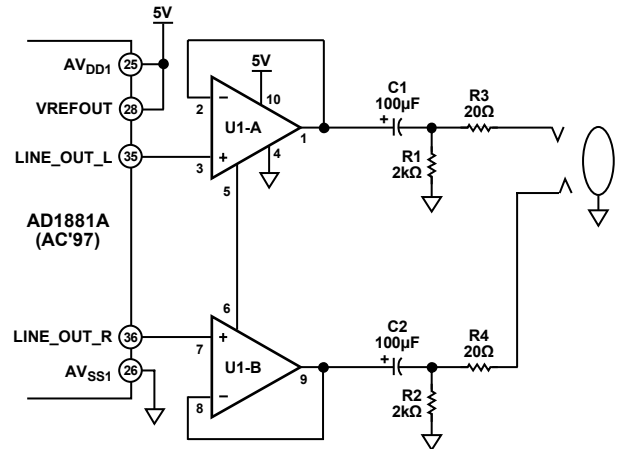 5V
AVDD1
25
5V
VREFOUT
28
2
10
U1-A
1
LINE_OUT_L
35
3
4
5
C1
100µF
+
R3
20Ω
R1
2kΩ
AD1881A
(AC'97)
6
LINE_OUT_R
36
7
U1-B
9
AVSS1
26
8
C2
100µF
+
R4
20Ω
R2
2kΩ